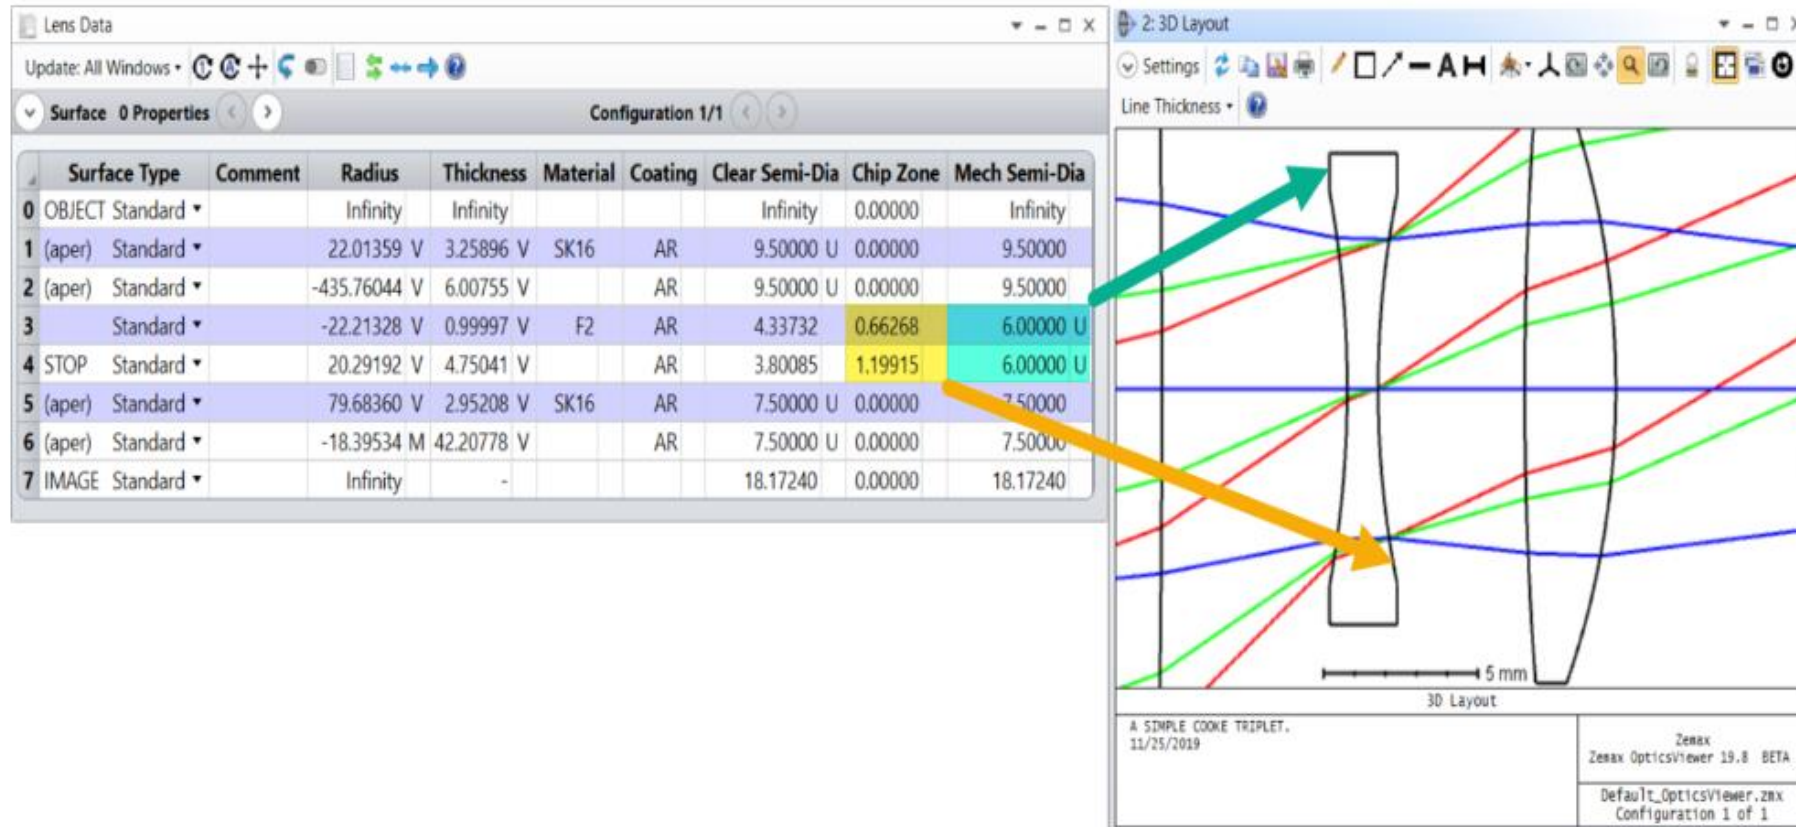 Lens Data
Update: All Windows
Surface 0 Properties
Configuration 1/1
Surface Type Comment Radius Thickness Material Coating Clear Semi-Dia Chip Zone Mech Semi-Dia
0 OBJECT Standard Infinity Infinity Infinity 0.00000 Infinity
1 (aper) Standard 22.01359 V 3.25896 V SK16 AR 9.50000 U 0.00000 9.50000
2 (aper) Standard -435.76044 V 6.00755 V AR 9.50000 U 0.00000 9.50000
3 Standard -22.21328 V 0.99997 V F2 AR 4.33732 0.66268 6.00000 U
4 STOP Standard 20.29192 V 4.75041 V AR 3.80085 1.19915 6.00000 U
5 (aper) Standard 79.68360 V 2.95208 V SK16 AR 7.50000 U 0.00000 7.50000
6 (aper) Standard -18.39534 M 42.20778 V AR 7.50000 U 0.00000 7.50000
7 IMAGE Standard Infinity - 18.17240 0.00000 18.17240
2: 3D Layout
Settings
Line Thickness
5 mm
3D Layout
A SIMPLE COOKE TRIPLET.
11/25/2019
Zemax
Zemax OpticsViewer 19.8 BETA
Default_OpticsViewer.zmx
Configuration 1 of 1